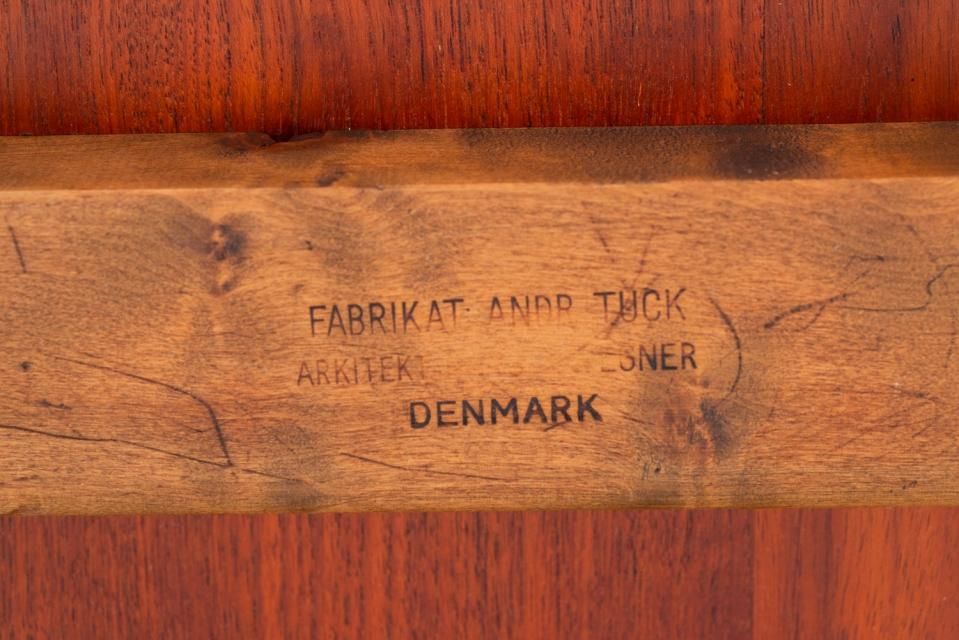 FABRIKAT: ANDR TUCK
ARKITEKT
DENMARK